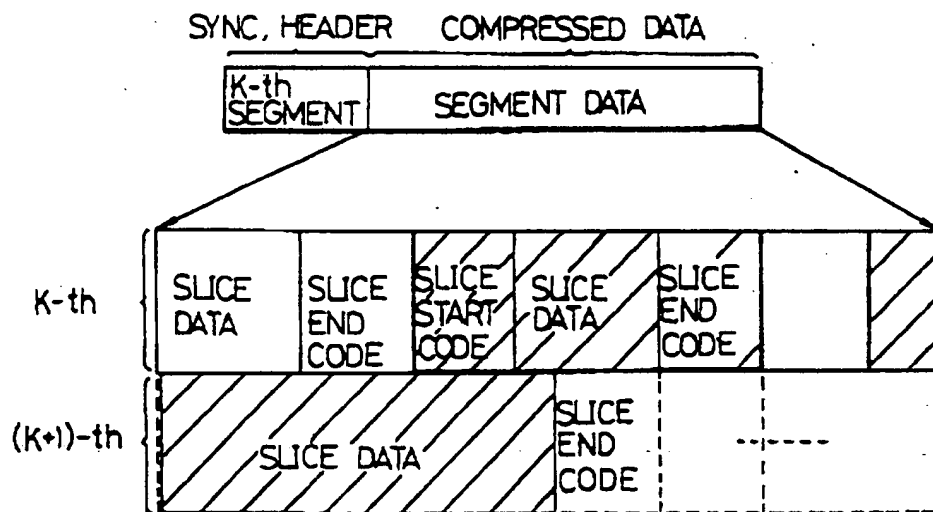 SYNC, HEADER COMPRESSED DATA
K-th
SEGMENT
SEGMENT DATA
K-th
SLICE
DATA
SLICE
END
CODE
SLICE
START
CODE
SLICE
DATA
SLICE
END
CODE
(K+1)-th
SLICE DATA
SLICE
END
CODE